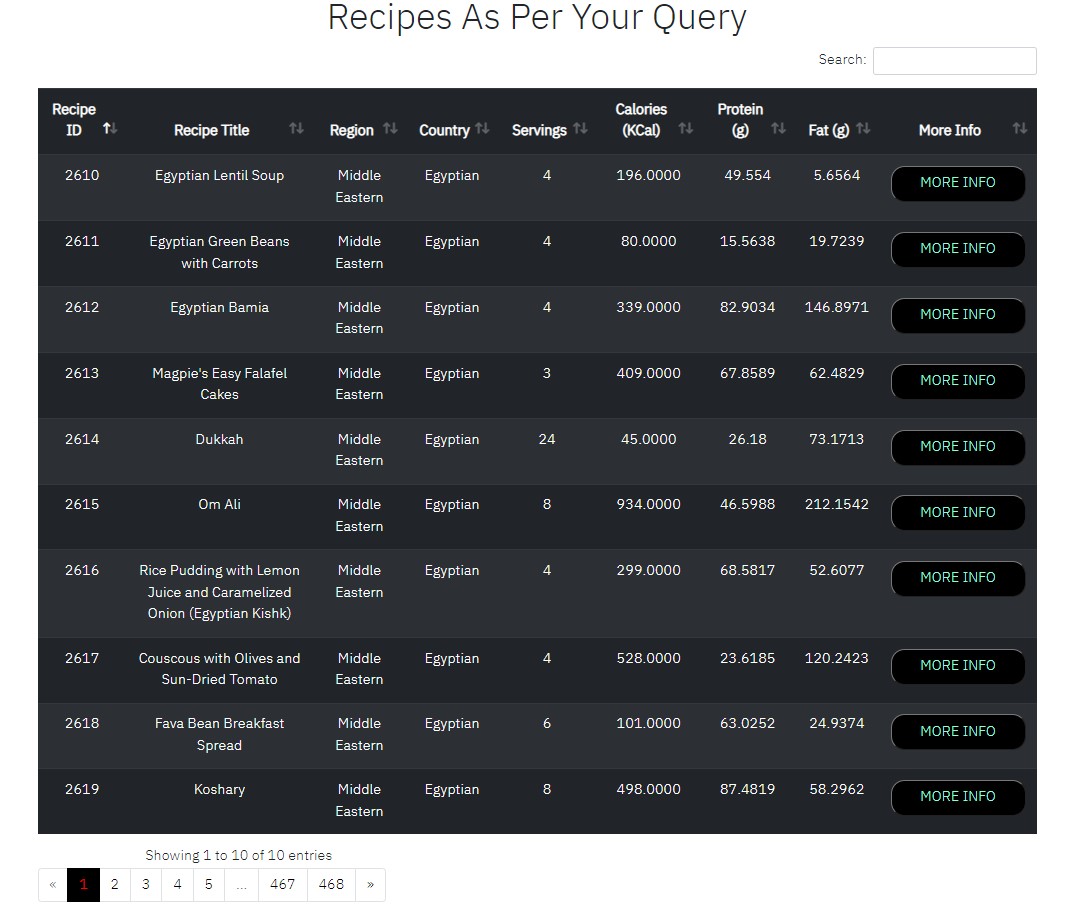 Recipes As Per Your Query
Search:
Recipe
ID Recipe Title Region Country Servings Calories
(KCal) Protein
(g) Fat (g) More Info
2610 Egyptian Lentil Soup Middle Egyptian 4 196.0000 49.554 5.6564 MORE INFO
Eastern
2611 Egyptian Green Beans Middle Egyptian 4 80.0000 15.5638 19.7239 MORE INFO
with Carrots Eastern
2612 Egyptian Bamia Middle Egyptian 4 339.0000 82.9034 146.8971 MORE INFO
Eastern
2613 Magpie's Easy Falafel Middle Egyptian 3 409.0000 67.8589 62.4829 MORE INFO
Cakes Eastern
2614 Dukkah Middle Egyptian 24 45.0000 26.18 73.1713 MORE INFO
Eastern
2615 Om Ali Middle Egyptian 8 934.0000 46.5988 212.1542 MORE INFO
Eastern
2616 Rice Pudding with Lemon Middle Egyptian 4 299.0000 68.5817 52.6077 MORE INFO
Juice and Caramelized Eastern
Onion (Egyptian Kishk)
2617 Couscous with Olives and Middle Egyptian 4 528.0000 23.6185 120.2423 MORE INFO
Sun-Dried Tomato Eastern
2618 Fava Bean Breakfast Middle Egyptian 6 101.0000 63.0252 24.9374 MORE INFO
Spread Eastern
2619 Koshary Middle Egyptian 8 498.0000 87.4819 58.2962 MORE INFO
Eastern
Showing 1 to 10 of 10 entries
« 1 2 3 4 5 ... 467 468 »